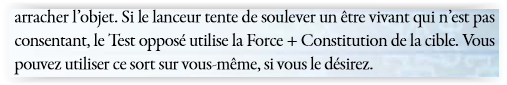 arracher l’objet. Si le lanceur tente de soulever un être vivant qui n’est pas
consentant, le Test opposé utilise la Force + Constitution de la cible. Vous
pouvez utiliser ce sort sur vous-même, si vous le désirez.